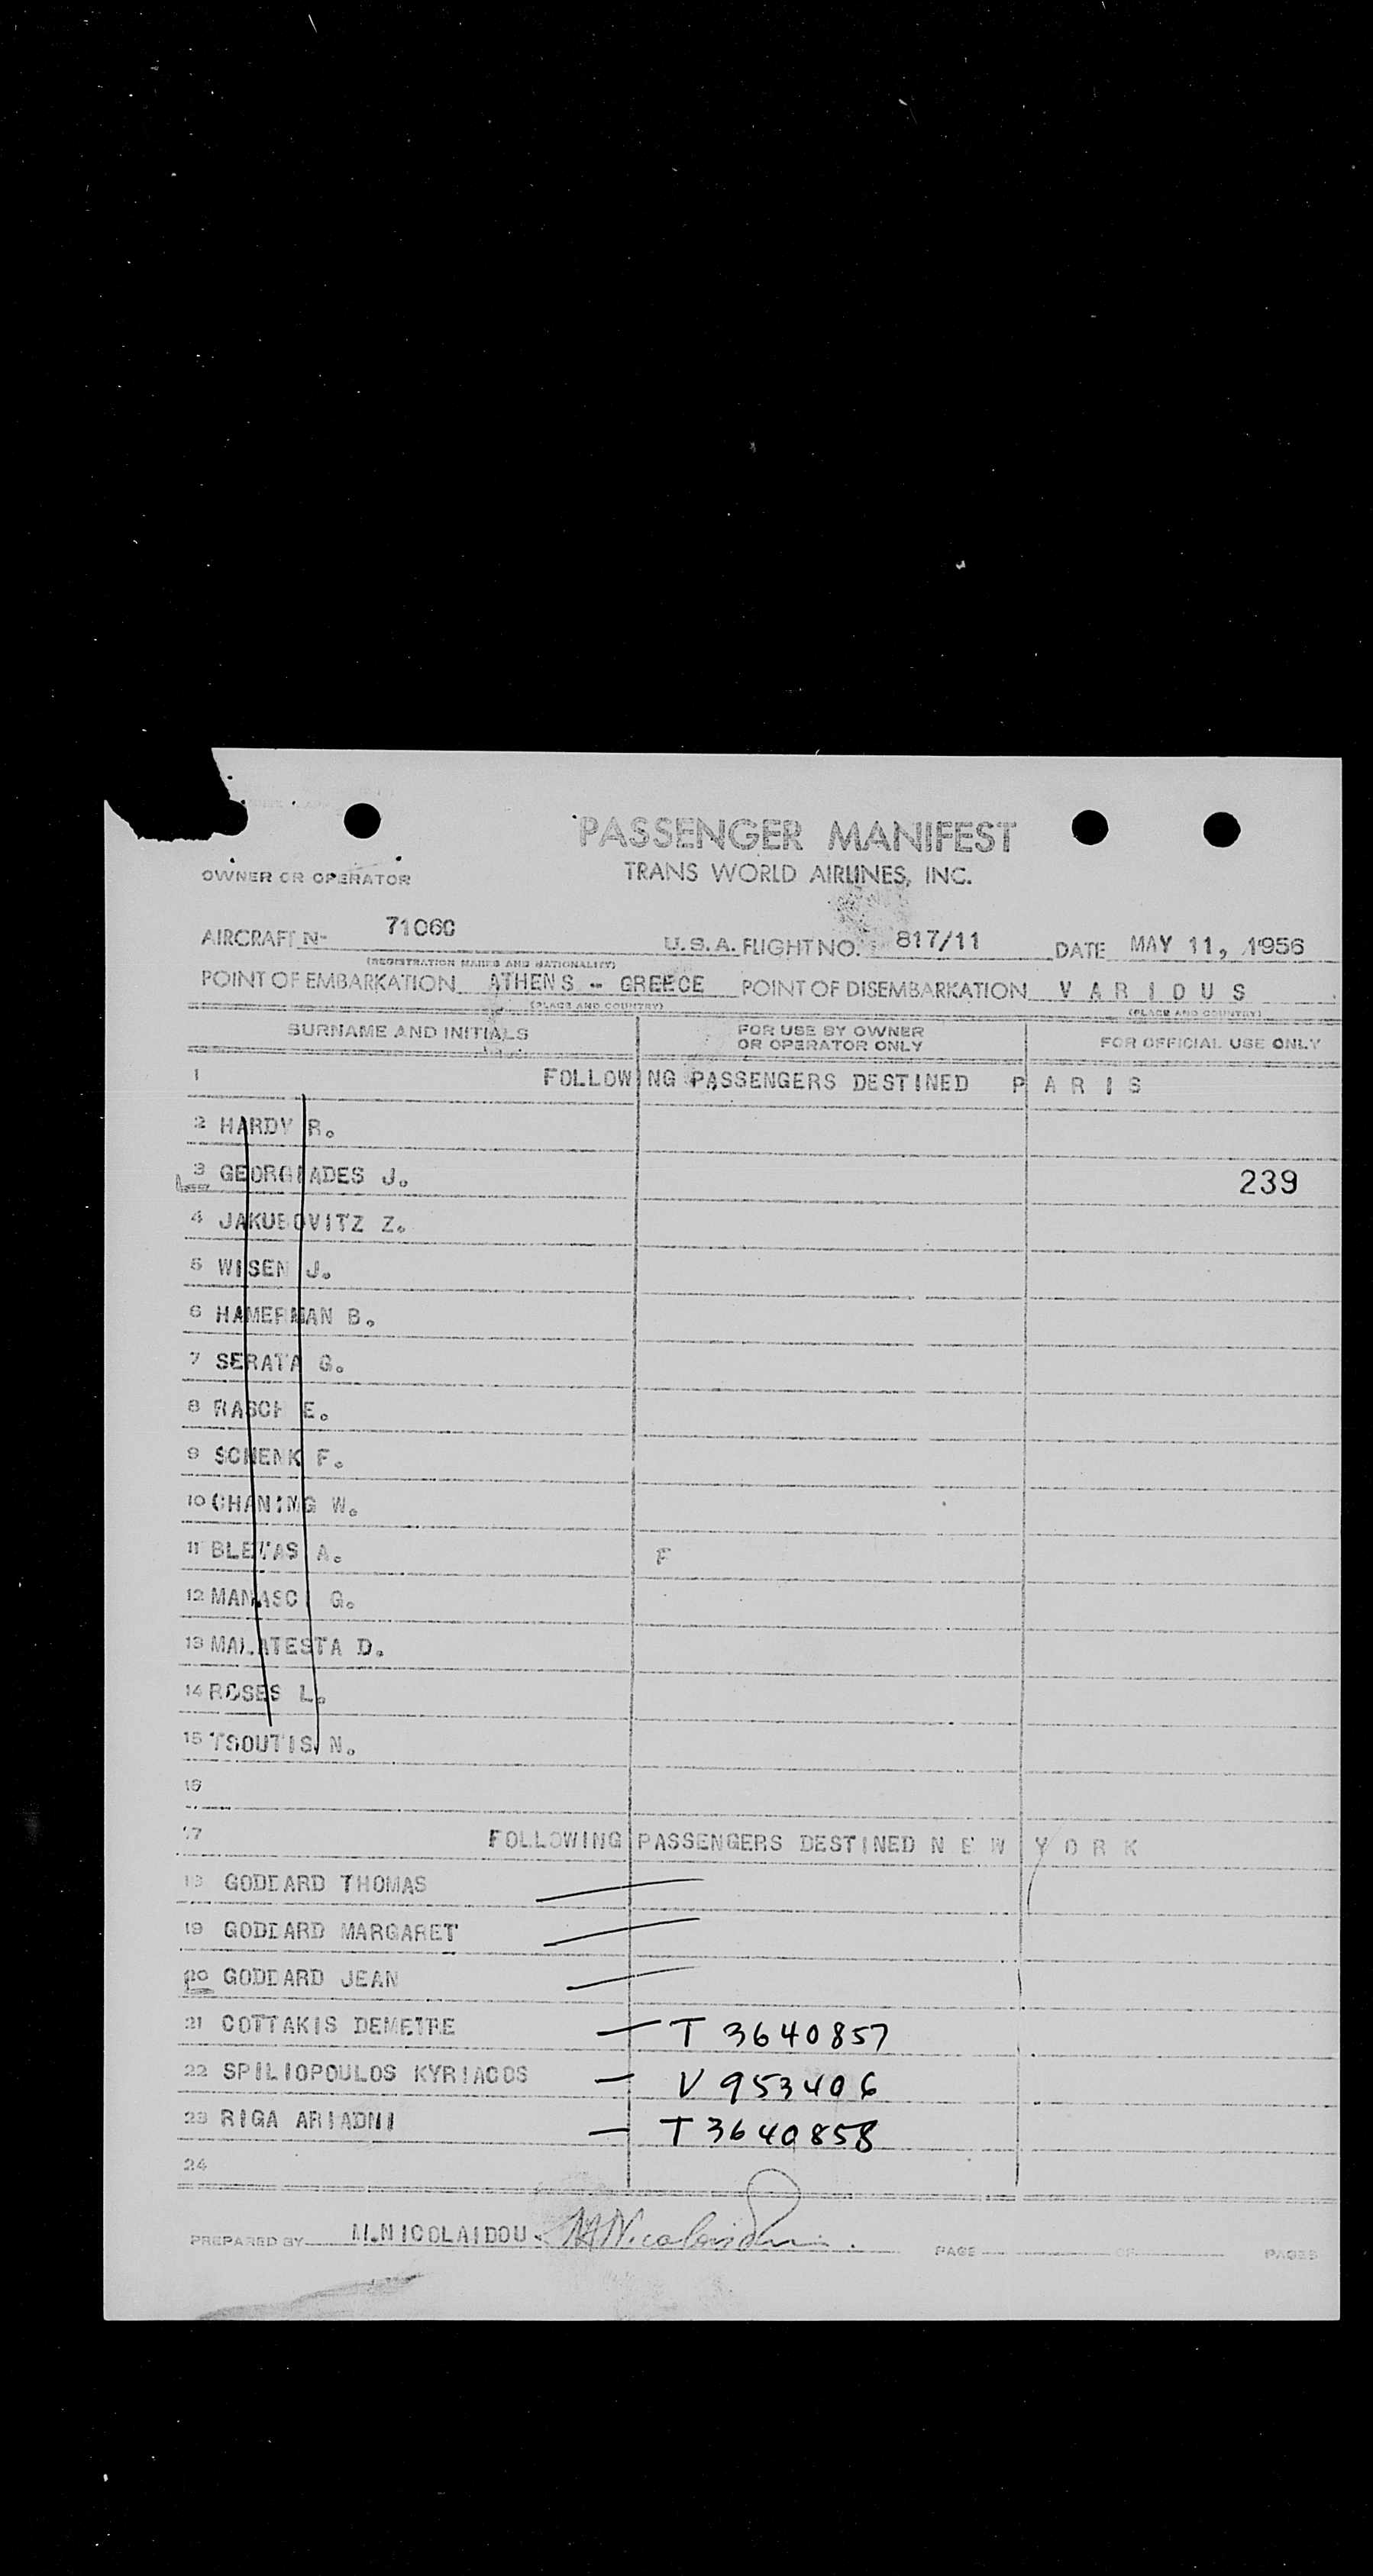 PASSENGER MANIFEST
OWNER OR OPERATOR TRANS WORLD AIRLINES, INC.
AIRCRAFT N- 7106C U.S.A. FLIGHT NO. 817/11 DATE MAY 11, 1956
(REGISTRATION MARKS AND NATIONALITY)
POINT OF EMBARKATION ATHENS - GREECE POINT OF DISEMBARKATION V A R I O U S
(PLACE AND COUNTRY) (PLACE AND COUNTRY)
SURNAME AND INITIALS FOR USE BY OWNER OR OPERATOR ONLY FOR OFFICIAL USE ONLY
1 FOLLOWING PASSENGERS DESTINED P A R I S
2 HARDY R.
3 GEORGIADES J. 239
4 JAKUBOVITZ Z.
5 WISEN J.
6 HAMERMAN B.
7 SERATA G.
8 RASCH E.
9 SCHENK F.
10 CHANING W.
11 BLETAS A. F
12 MANASCI G.
13 MALATESTA D.
14 ROSES L.
15 TSOUTIS N.
16
17 FOLLOWING PASSENGERS DESTINED N E W Y O R K
18 GODDARD THOMAS
19 GODDARD MARGARET
20 GODDARD JEAN
21 COTTAKIS DEMETRE — T 3640857
22 SPILIOPOULOS KYRIACOS — V 953406
23 RIGA ARIADNI — T 3640858
24
PREPARED BY M.NICOLAIDOU. MNicolaidou. PAGE OF PAGES